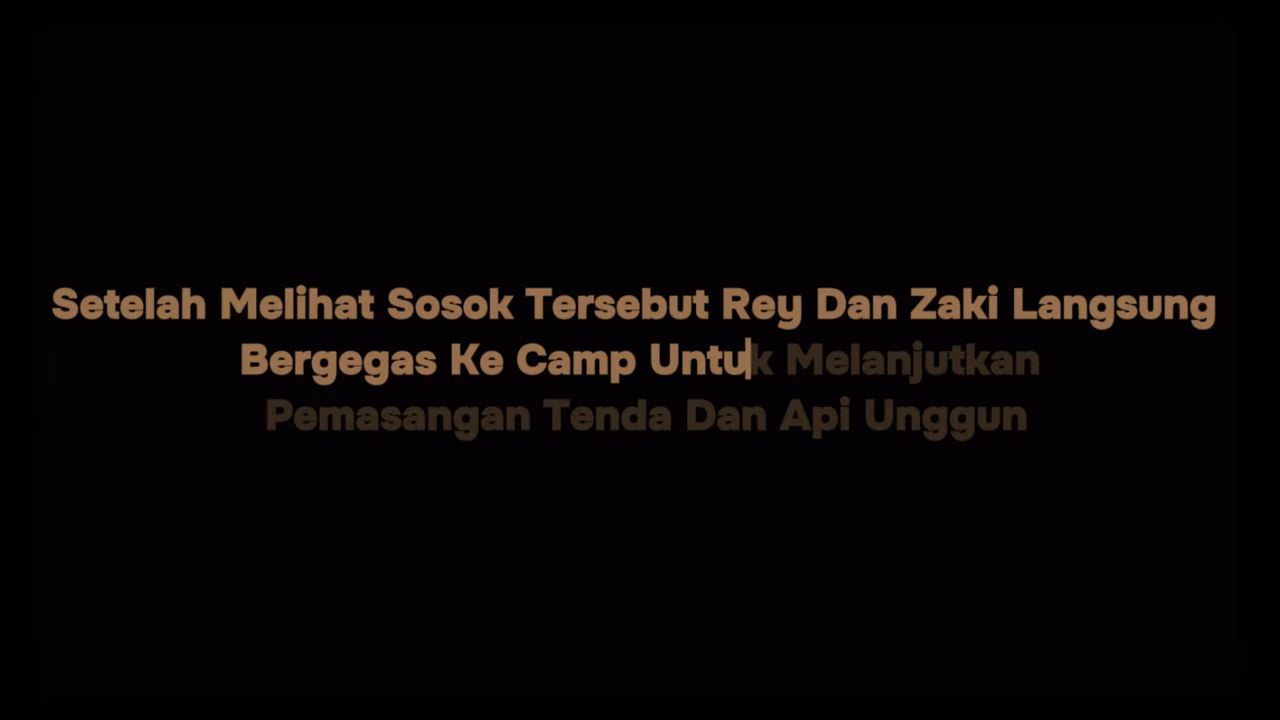 Setelah Melihat Sosok Tersebut Rey Dan Zaki Langsung
Bergegas Ke Camp Untuk Melanjutkan
Pemasangan Tenda Dan Api Unggun